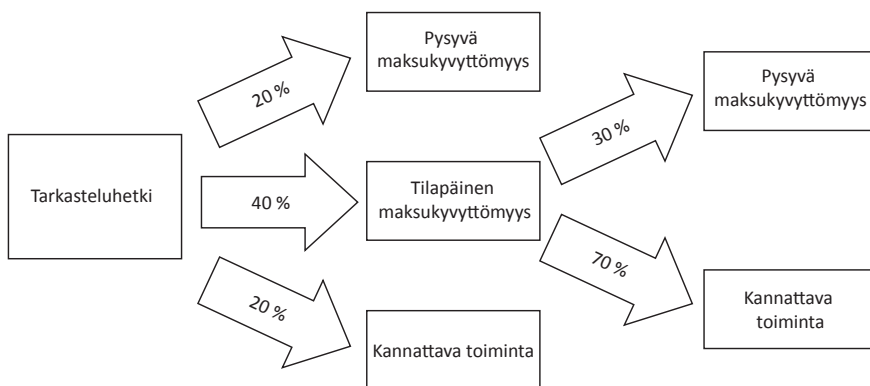 Tarkasteluhetki
20 %
40 %
20 %
Pysyvä
maksukyvyttömyys
Tilapäinen
maksukyvyttömyys
Kannattava toiminta
30 %
70 %
Pysyvä
maksukyvyttömyys
Kannattava
toiminta